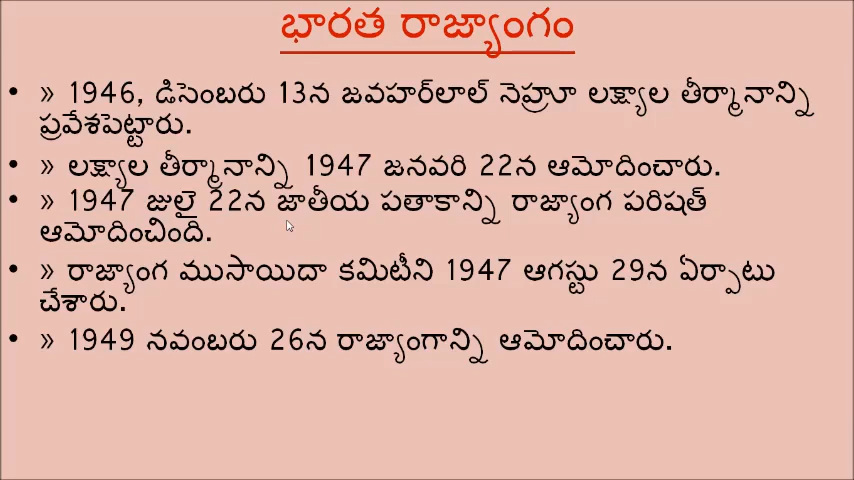 భారత రాజ్యాంగం
• » 1946, డిసెంబరు 13న జవహర్‌లాల్ నెహ్రూ లక్ష్యాల తీర్మానాన్ని
ప్రవేశపెట్టారు.
• » లక్ష్యాల తీర్మానాన్ని 1947 జనవరి 22న ఆమోదించారు.
• » 1947 జులై 22న జాతీయ పతాకాన్ని రాజ్యాంగ పరిషత్
ఆమోదించింది.
• » రాజ్యాంగ ముసాయిదా కమిటీని 1947 ఆగస్టు 29న ఏర్పాటు
చేశారు.
• » 1949 నవంబరు 26న రాజ్యాంగాన్ని ఆమోదించారు.